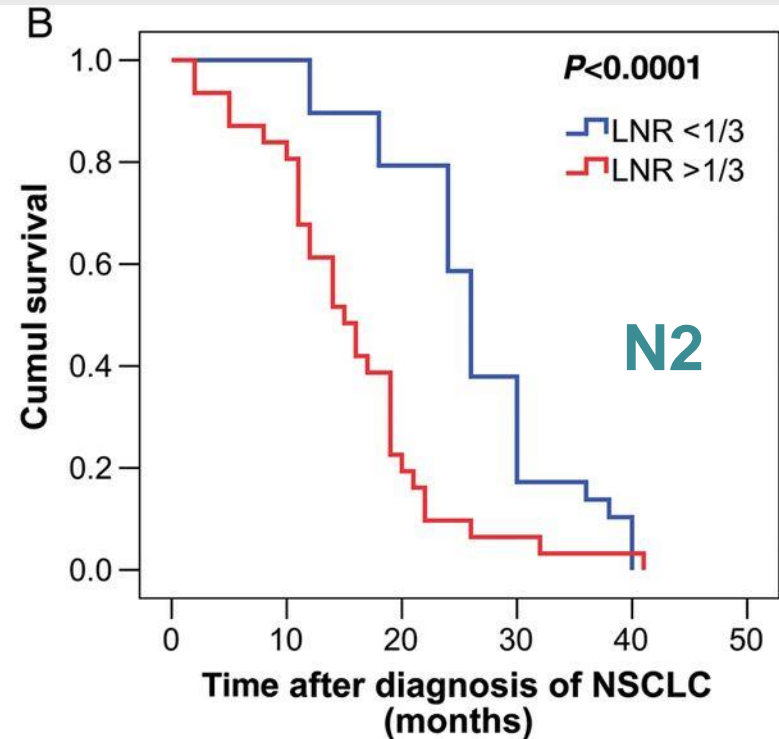 B
P<0.0001
LNR <1/3
LNR >1/3
N2
Cumul survival
1.0
0.8
0.6
0.4
0.2
0.0
0 10 20 30 40 50
Time after diagnosis of NSCLC
(months)